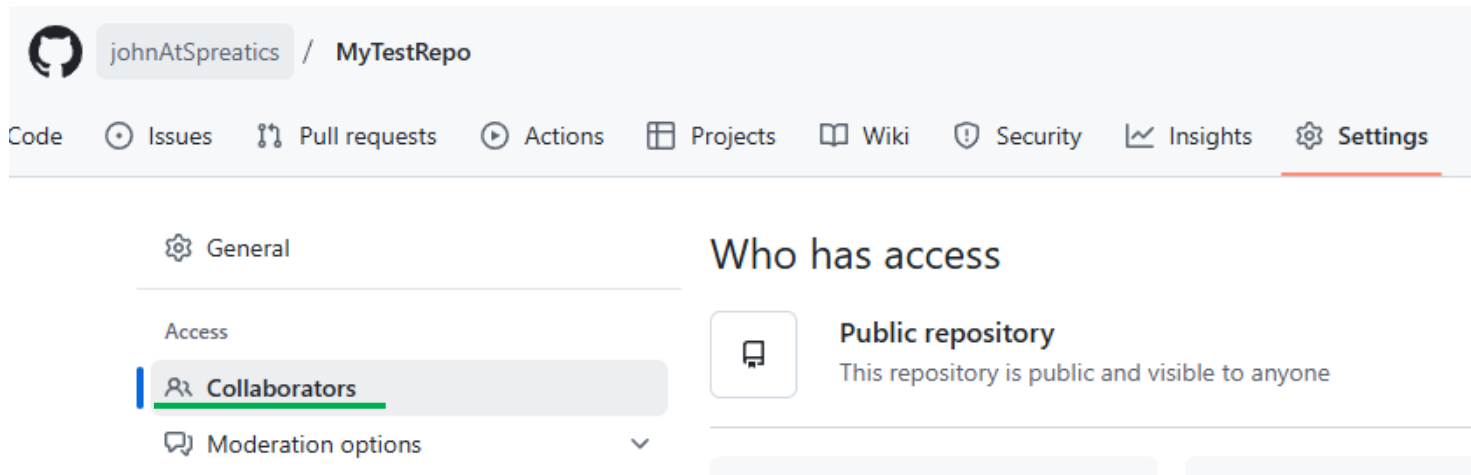 johnAtSpreatics / MyTestRepo
Code Issues Pull requests Actions Projects Wiki Security Insights Settings
General
Who has access
Access
Public repository
This repository is public and visible to anyone
Collaborators
Moderation options